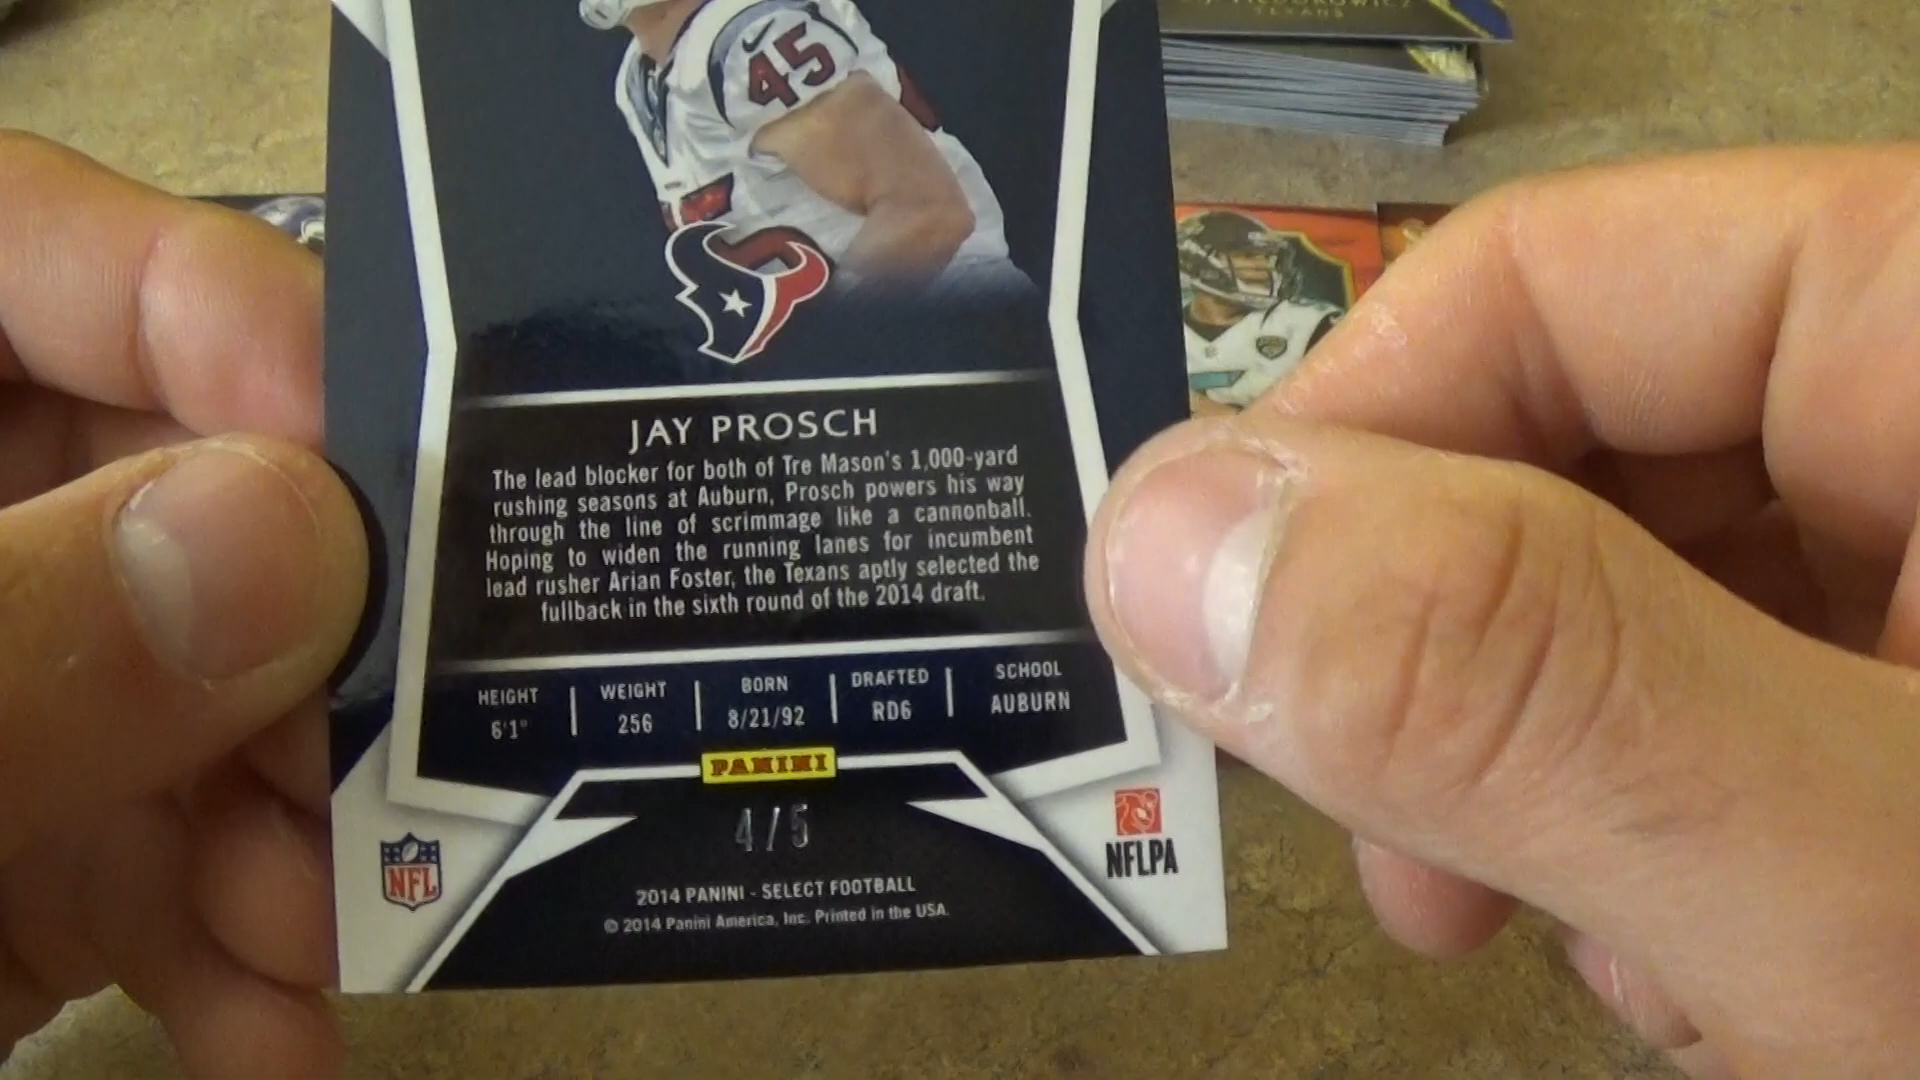 TEXANS
45
JAY PROSCH
The lead blocker for both of Tre Mason's 1,000-yard
rushing seasons at Auburn, Prosch powers his way
through the line of scrimmage like a cannonball.
Hoping to widen the running lanes for incumbent
lead rusher Arian Foster, the Texans aptly selected the
fullback in the sixth round of the 2014 draft.
HEIGHT WEIGHT BORN DRAFTED SCHOOL
6'1" 256 8/21/92 RD6 AUBURN
PANINI
4/5
NFL
NFLPA
2014 PANINI - SELECT FOOTBALL
© 2014 Panini America, Inc. Printed in the USA.